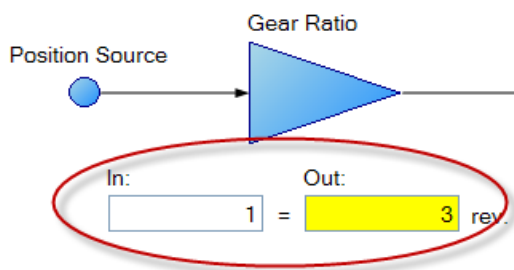 Gear Ratio
Position Source
In: Out:
1 = 3 rev.